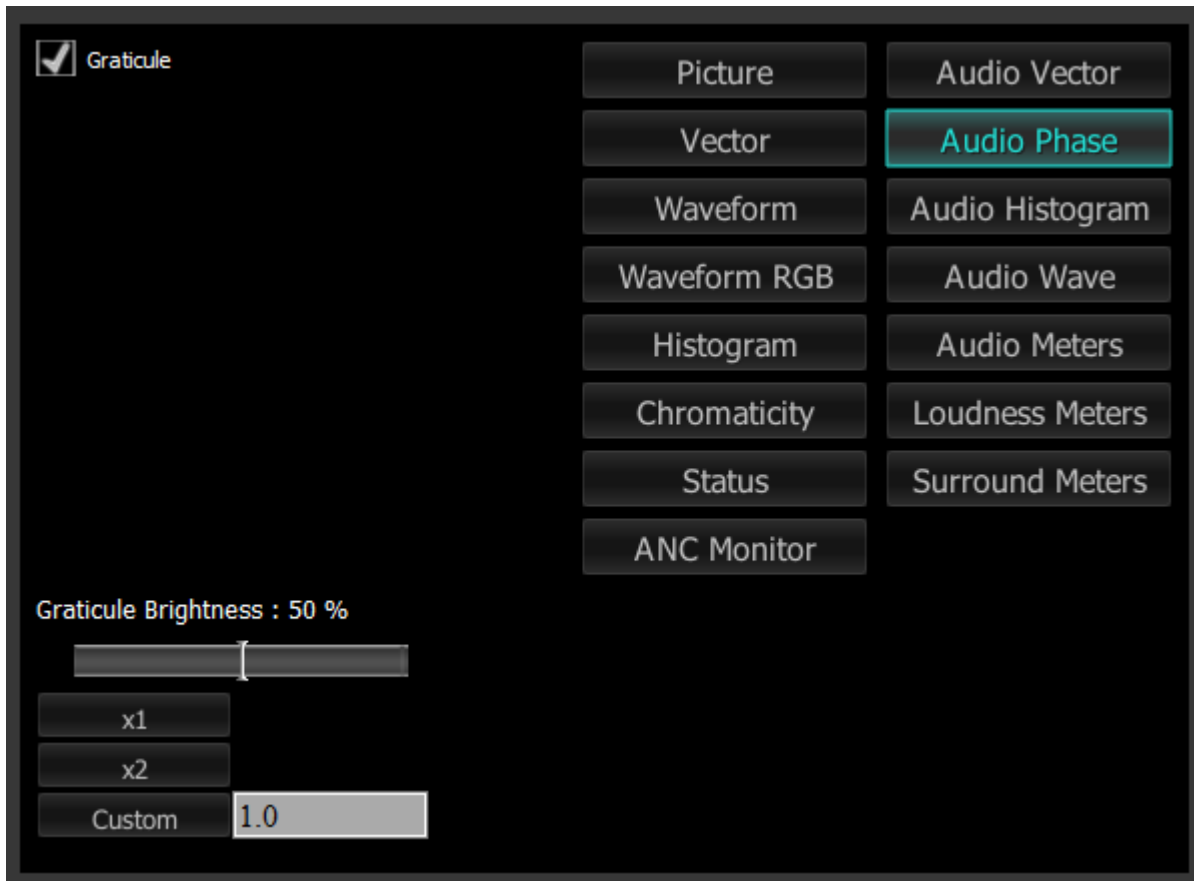 Graticule
Picture
Audio Vector
Vector
Audio Phase
Waveform
Audio Histogram
Waveform RGB
Audio Wave
Histogram
Audio Meters
Chromaticity
Loudness Meters
Status
Surround Meters
ANC Monitor
Graticule Brightness : 50 %
x1
x2
Custom
1.0